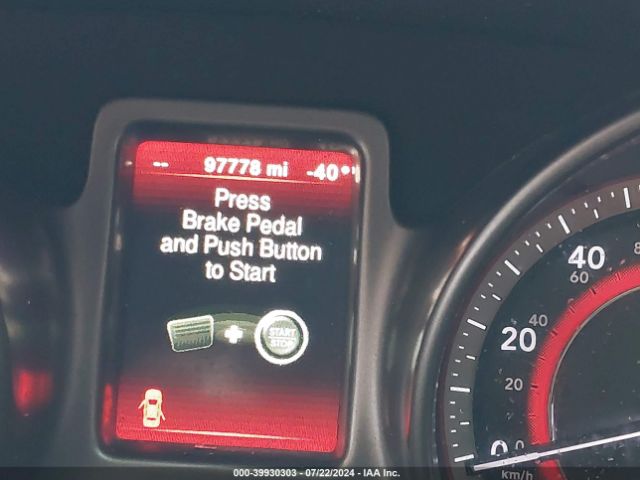 -- 97778 mi -40°
Press
Brake Pedal
and Push Button
to Start
START
STOP
40
60
20
40
20
0
0
km/h
000-39930303 - 07/22/2024 - IAA Inc.